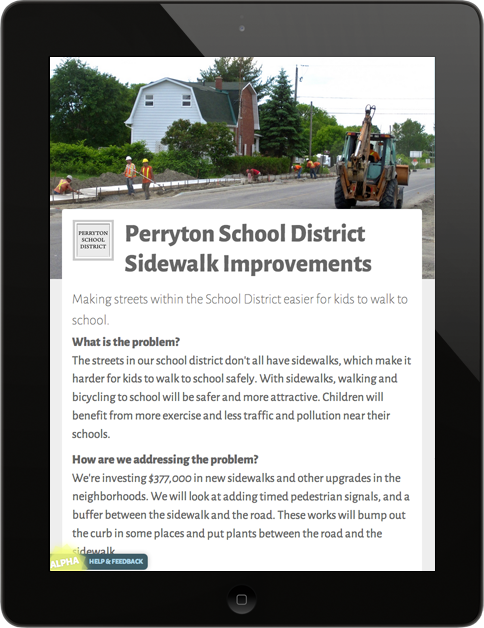 PERRYTON
SCHOOL
DISTRICT
Perryton School District
Sidewalk Improvements
Making streets within the School District easier for kids to walk to
school.
What is the problem?
The streets in our school district don't all have sidewalks, which make it
harder for kids to walk to school safely. With sidewalks, walking and
bicycling to school will be safer and more attractive. Children will
benefit from more exercise and less traffic and pollution near their
schools.
How are we addressing the problem?
We're investing $377,000 in new sidewalks and other upgrades in the
neighborhoods. We will look at adding timed pedestrian signals, and a
buffer between the sidewalk and the road. These works will bump out
the curb in some places and put plants between the road and the
sidewalk.
ALPHA
HELP & FEEDBACK